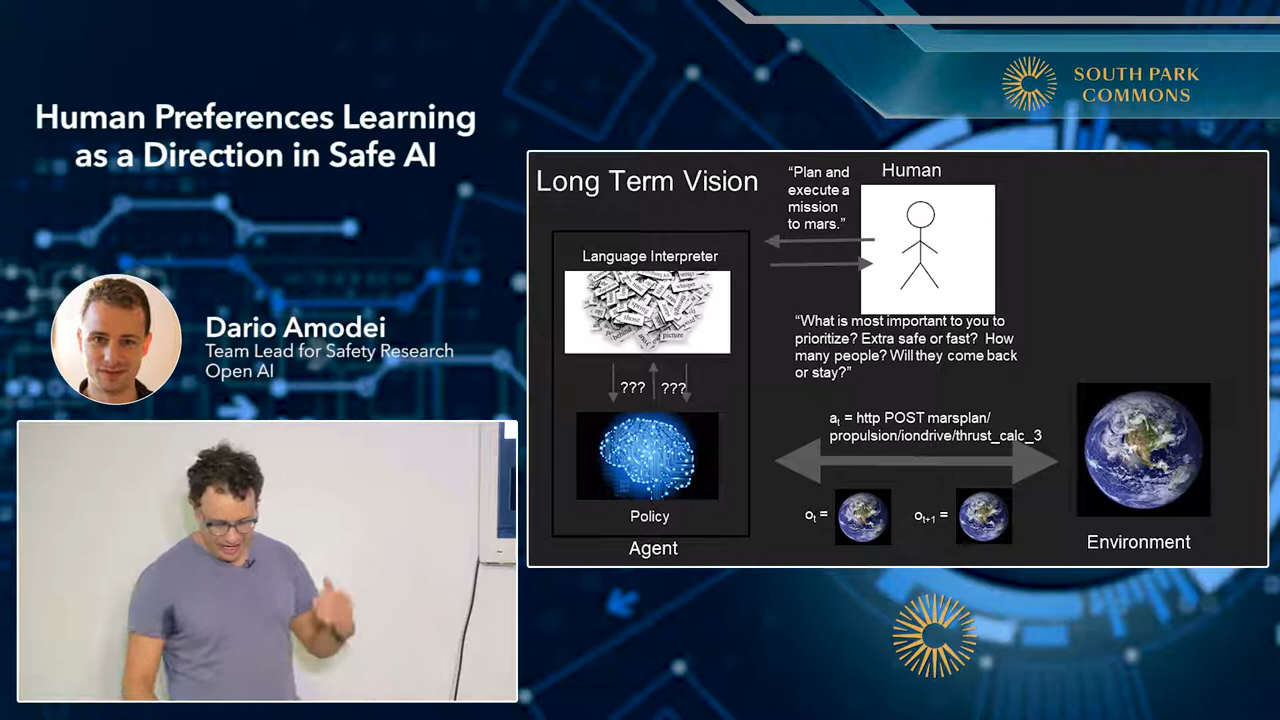 SOUTH PARK
COMMONS
Human Preferences Learning
as a Direction in Safe AI
Dario Amodei
Team Lead for Safety Research
Open AI
Long Term Vision
"Plan and
execute a
mission
to mars."
Human
Language Interpreter
"What is most important to you to
prioritize? Extra safe or fast? How
many people? Will they come back
or stay?"
??? ???
Policy
Agent
at = http POST marsplan/
propulsion/iondrive/thrust_calc_3
ot = ot+1 =
Environment